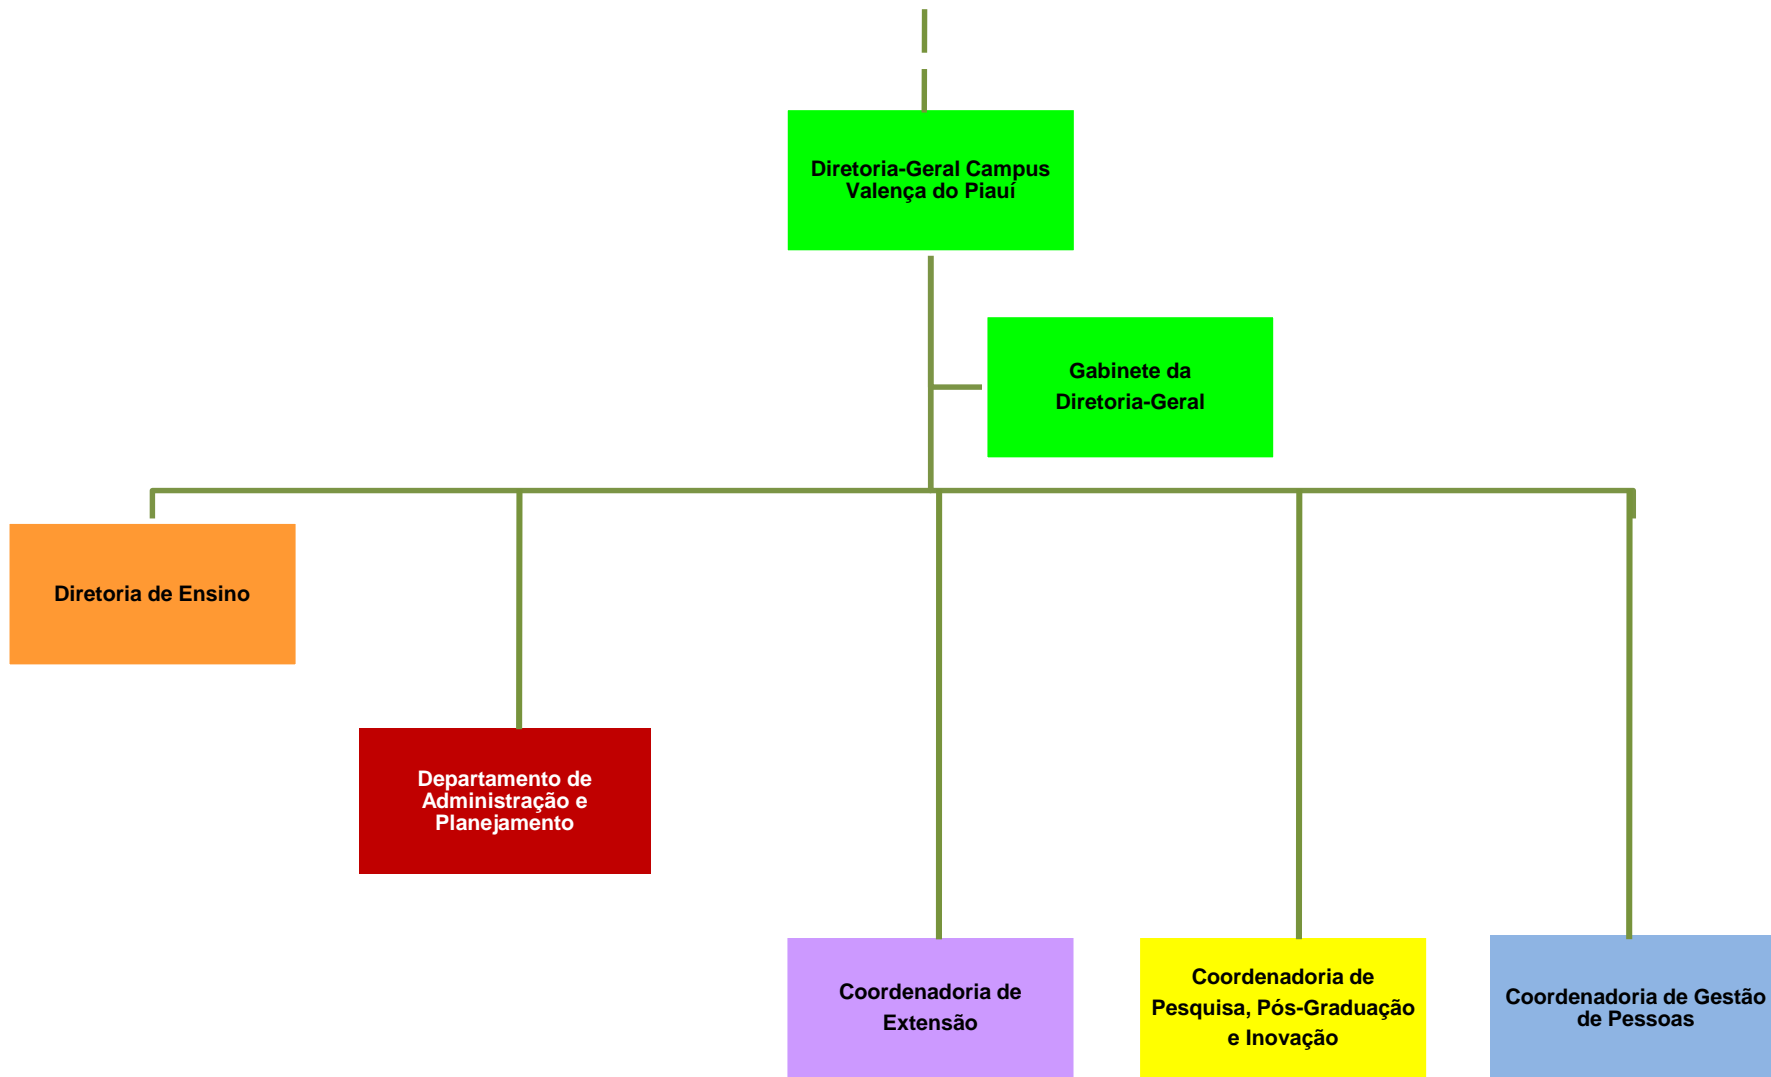 Diretoria-Geral Campus
Valença do Piauí
Gabinete da
Diretoria-Geral
Diretoria de Ensino
Departamento de
Administração e
Planejamento
Coordenadoria de
Extensão
Coordenadoria de
Pesquisa, Pós-Graduação
e Inovação
Coordenadoria de Gestão
de Pessoas